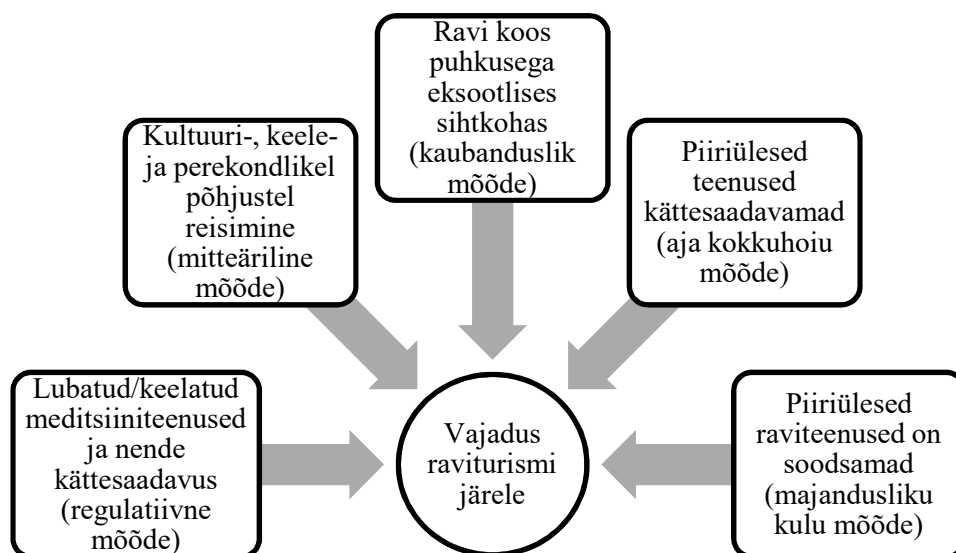 Lubatud/keelatud
meditsiiniteenused
ja nende
kättesaadavus
(regulatiivne
mõõde)
Kultuuri-, keele-
ja perekondlikel
põhjustel
reisimine
(mitteäriline
mõõde)
Ravi koos
puhkusega
eksootlises
sihtkohas
(kaubanduslik
mõõde)
Piiriülesed
teenused
kättesaadavamad
(aja kokkuhoiu
mõõde)
Piiriülesed
raviteenused on
soodsamad
(majandusliku
kulu mõõde)
Vajadus
raviturismi
järele